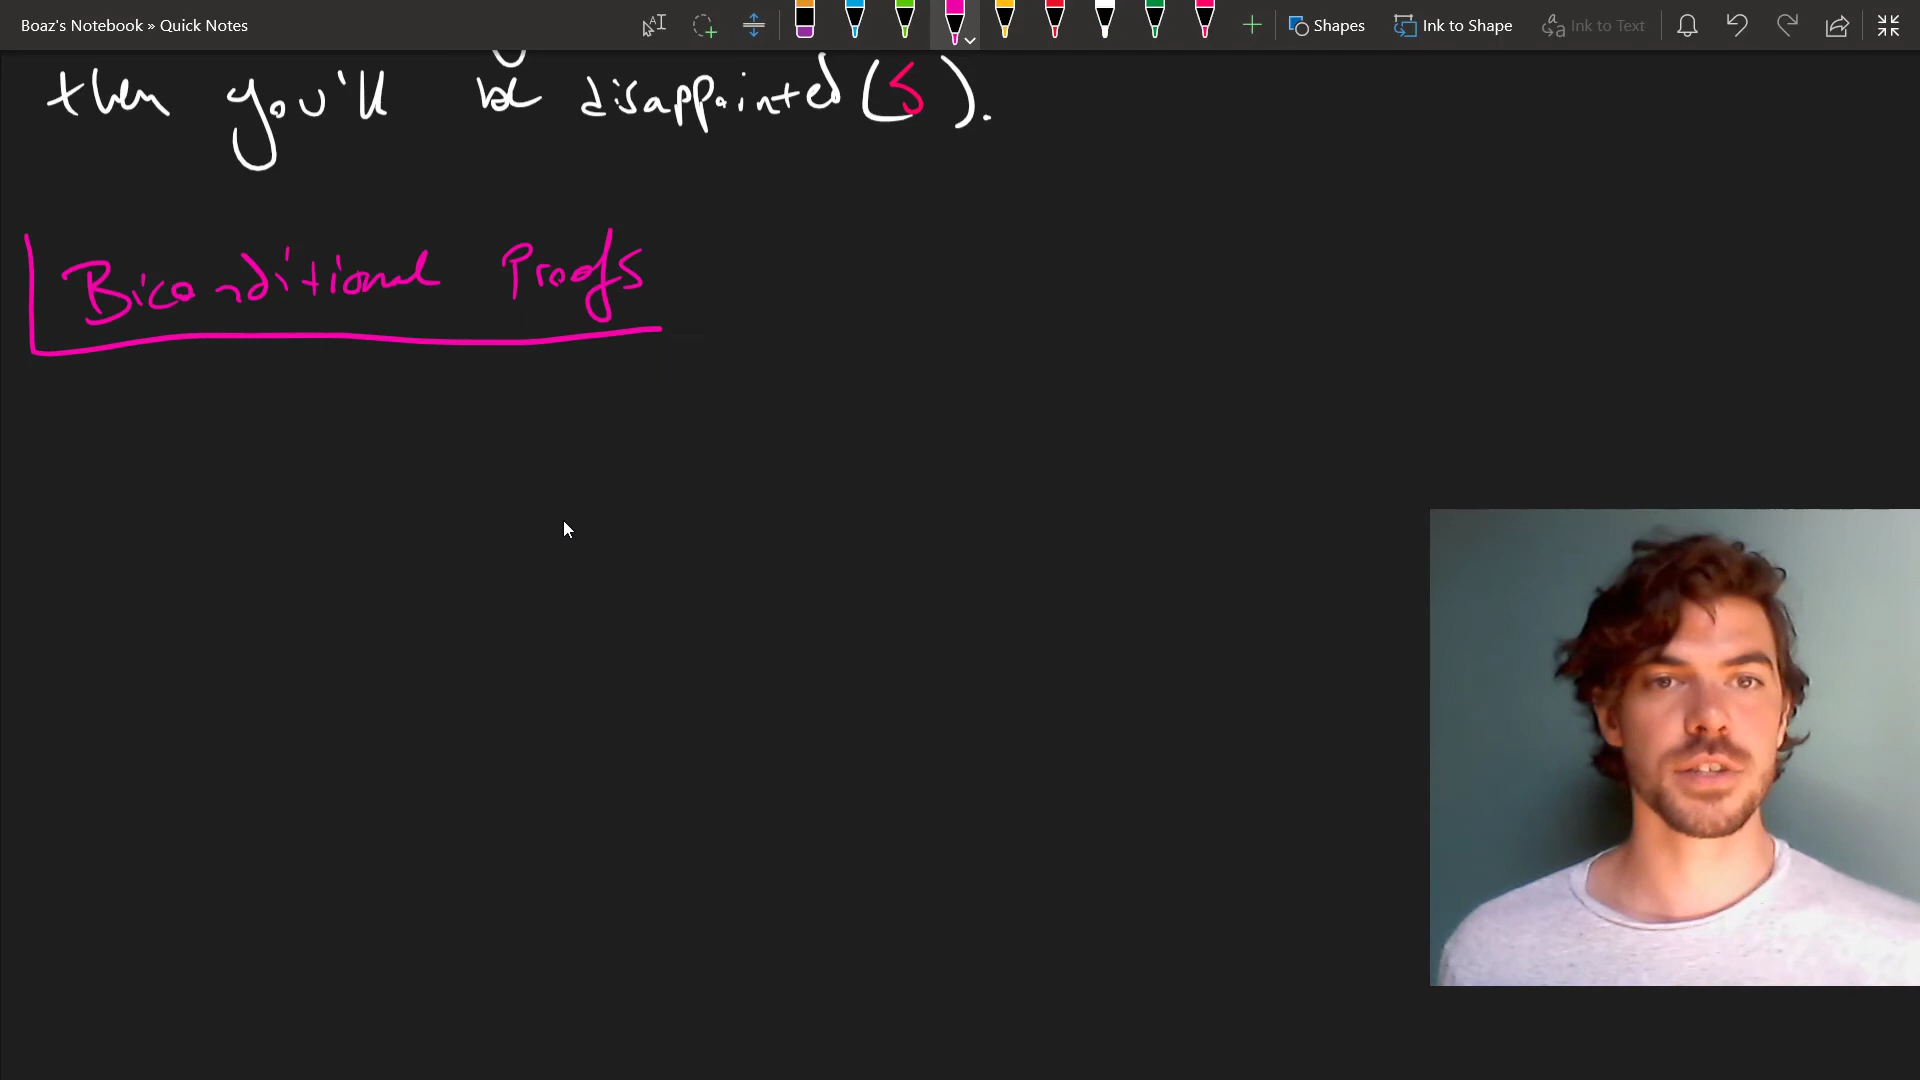 Boaz's Notebook » Quick Notes
Shapes
Ink to Shape
Ink to Text
then you'll be disappointed (S).
Biconditional Proofs